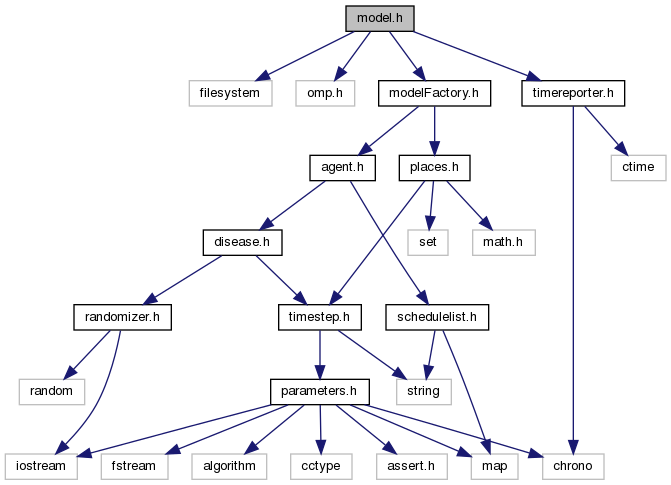 model.h
filesystem
omp.h
modelFactory.h
timereporter.h
agent.h
places.h
ctime
disease.h
set
math.h
randomizer.h
timestep.h
schedulelist.h
random
parameters.h
string
iostream
fstream
algorithm
cctype
assert.h
map
chrono